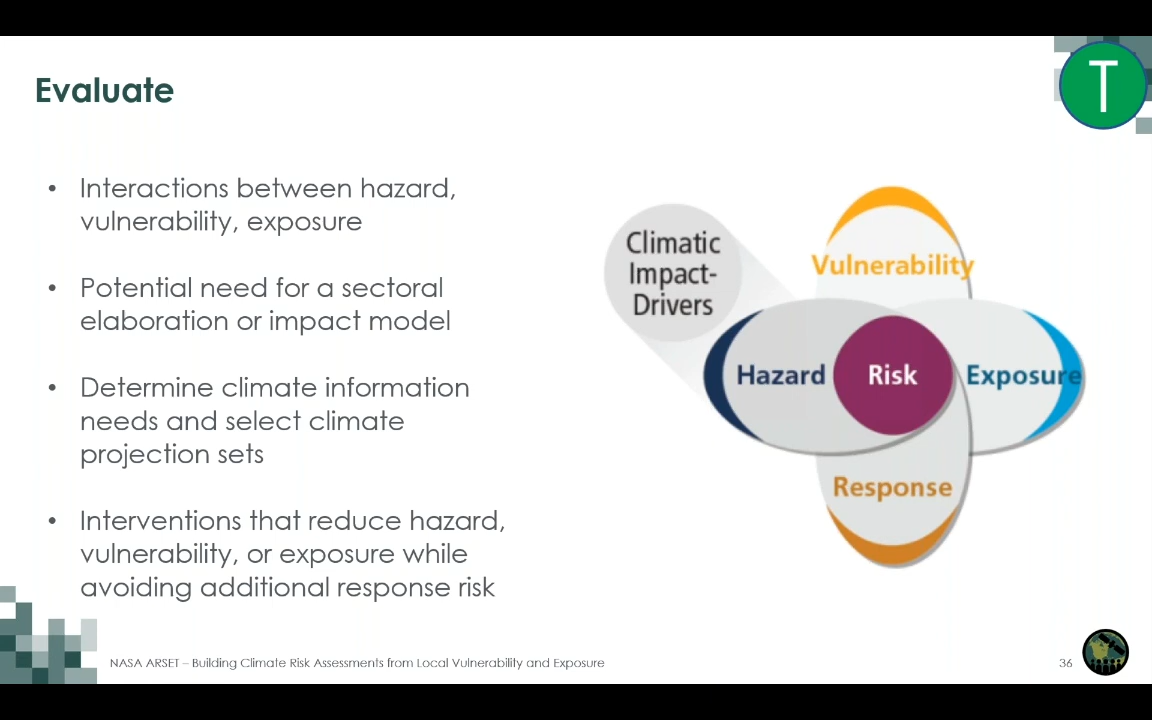 Evaluate
T
• Interactions between hazard,
vulnerability, exposure
• Potential need for a sectoral
elaboration or impact model
• Determine climate information
needs and select climate
projection sets
• Interventions that reduce hazard,
vulnerability, or exposure while
avoiding additional response risk
Climatic
Impact-
Drivers
Vulnerability
Hazard
Risk
Exposure
Response
NASA ARSET – Building Climate Risk Assessments from Local Vulnerability and Exposure
36